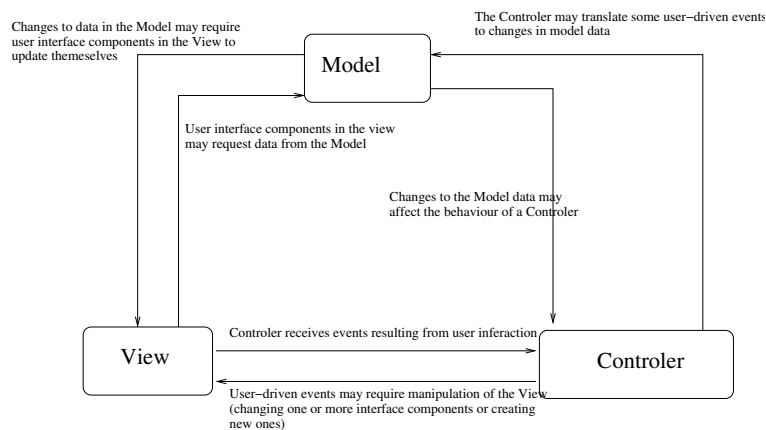 Changes to data in the Model may require
user interface components in the View to
update themeselves
The Controler may translate some user−driven events
to changes in model data
Model
User interface components in the view
may request data from the Model
Changes to the Model data may
affect the behaviour of a Controler
Controler receives events resulting from user inferaction
View
Controler
User−driven events may require manipulation of the View
(changing one or more interface components or creating
new ones)